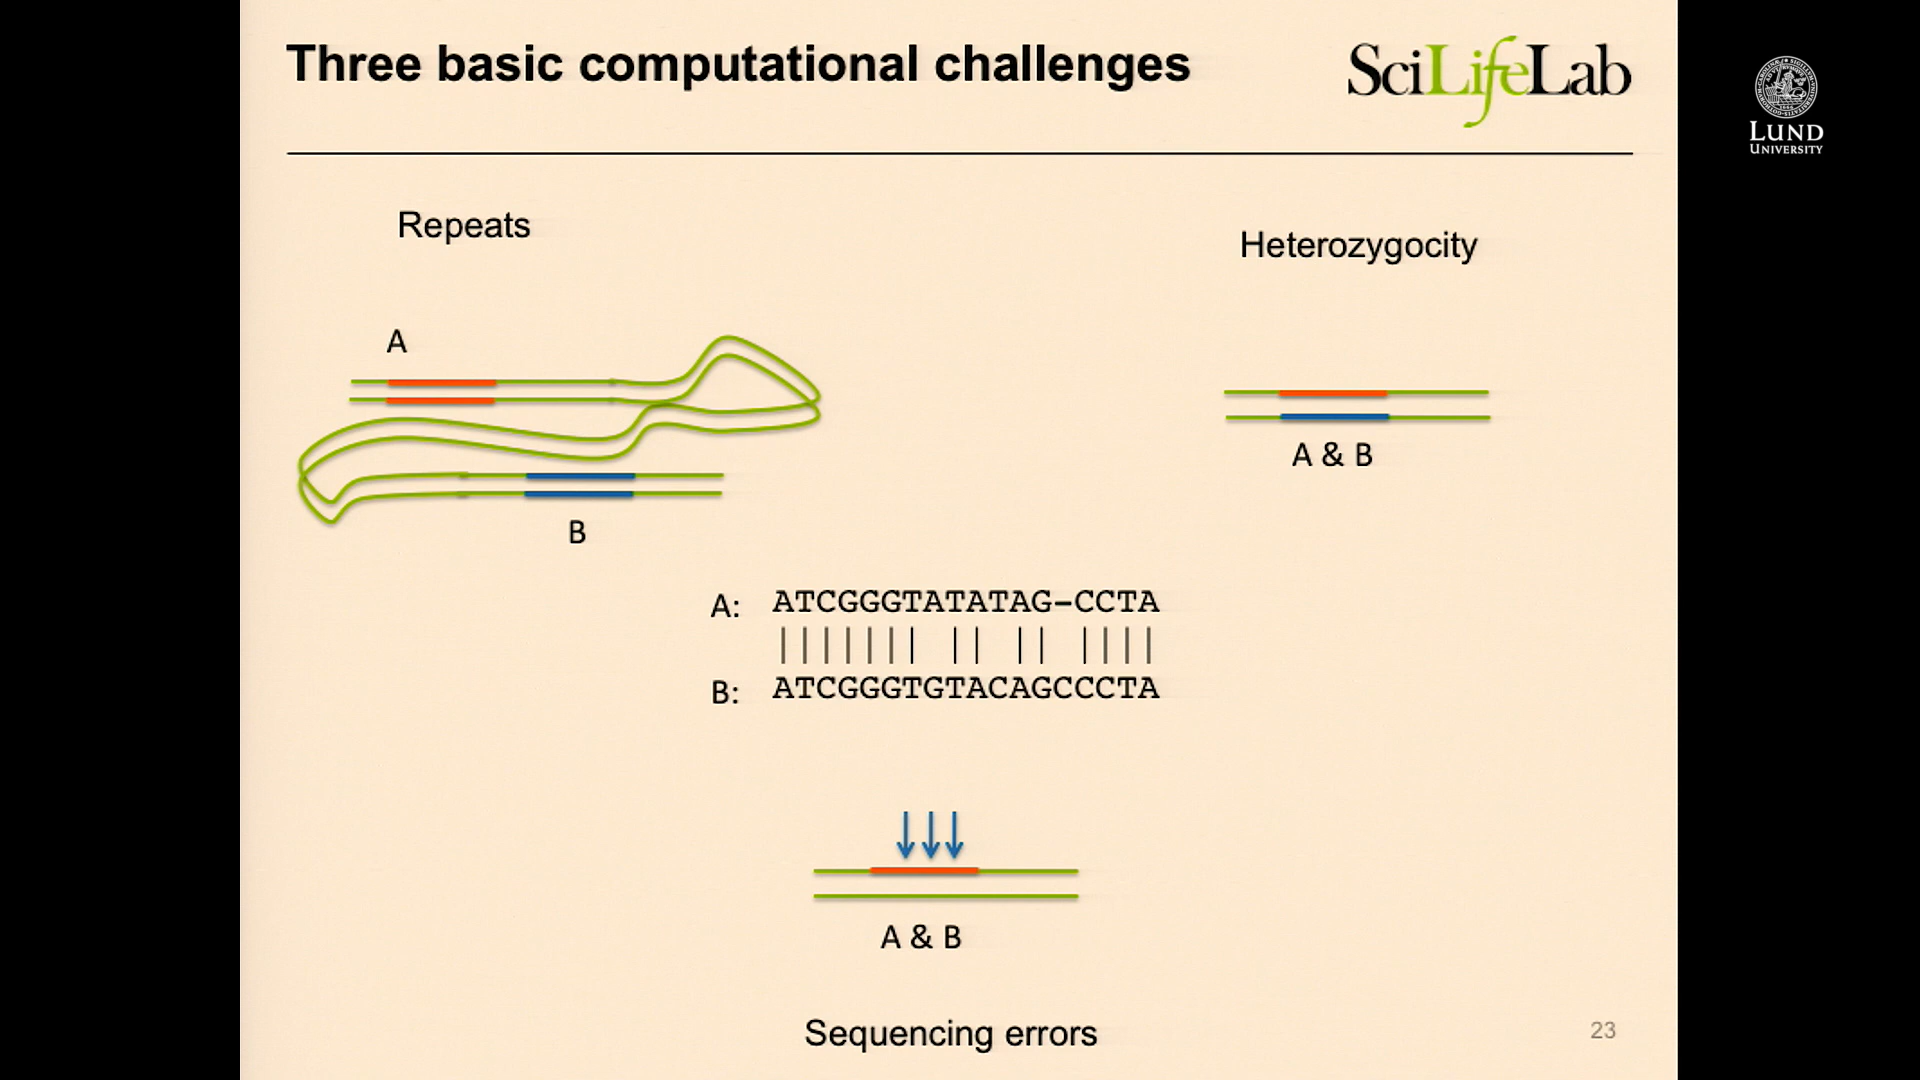 Three basic computational challenges
SciLifeLab
LUND
UNIVERSITY
Repeats
Heterozygocity
A
A & B
B
A: ATCGGGTATATAG-CCTA
B: ATCGGGTGTACAGCCCTA
A & B
Sequencing errors
23